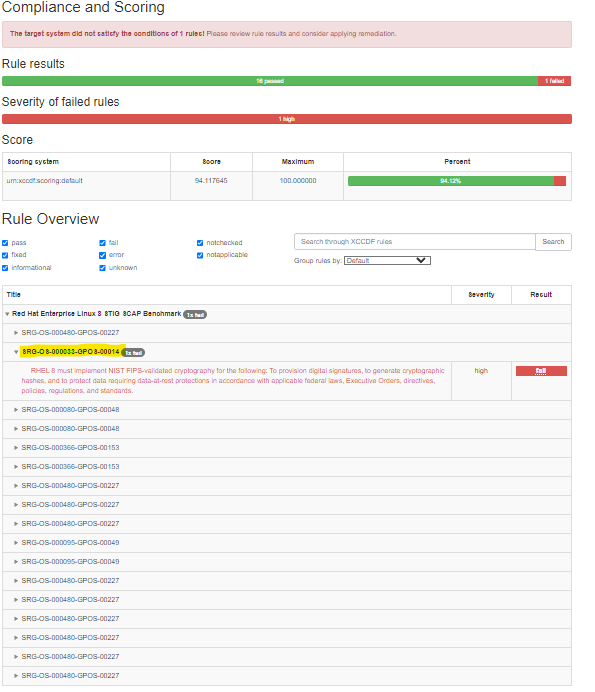 Compliance and Scoring
The target system did not satisfy the conditions of 1 rules! Please review rule results and consider applying remediation.
Rule results
16 passed 1 failed
Severity of failed rules
1 high
Score
Scoring system Score Maximum Percent
urn:xccdf:scoring:default 94.117645 100.000000 94.12%
Rule Overview
pass fail notchecked
fixed error notapplicable
informational unknown
Search through XCCDF rules Search
Group rules by: Default
Title Severity Result
Red Hat Enterprise Linux 8 STIG SCAP Benchmark 1x fail
SRG-OS-000480-GPOS-00227
SRG-OS-000033-GPOS-00014 1x fail
RHEL 8 must implement NIST FIPS-validated cryptography for the following: To provision digital signatures, to generate cryptographic
hashes, and to protect data requiring data-at-rest protections in accordance with applicable federal laws, Executive Orders, directives,
policies, regulations, and standards.
high fail
SRG-OS-000080-GPOS-00048
SRG-OS-000080-GPOS-00048
SRG-OS-000366-GPOS-00153
SRG-OS-000366-GPOS-00153
SRG-OS-000480-GPOS-00227
SRG-OS-000480-GPOS-00227
SRG-OS-000480-GPOS-00227
SRG-OS-000095-GPOS-00049
SRG-OS-000095-GPOS-00049
SRG-OS-000480-GPOS-00227
SRG-OS-000480-GPOS-00227
SRG-OS-000480-GPOS-00227
SRG-OS-000480-GPOS-00227
SRG-OS-000480-GPOS-00227
SRG-OS-000480-GPOS-00227